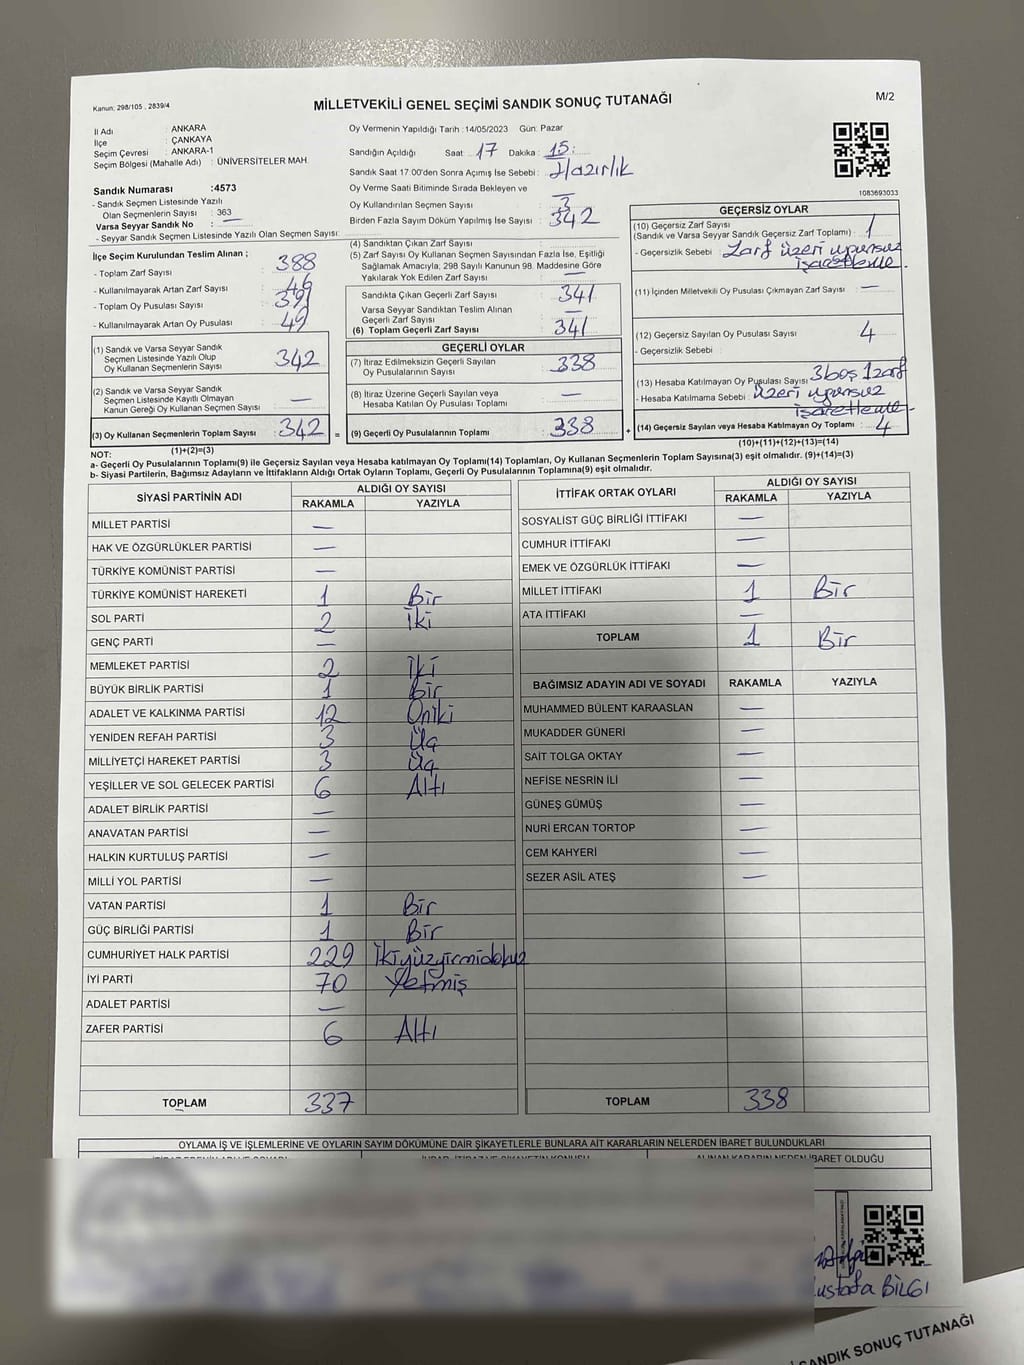 Kanun: 298/105 , 2839/4
MİLLETVEKİLİ GENEL SEÇİMİ SANDIK SONUÇ TUTANAĞI
M/2
İl Adı : ANKARA
İlçe : ÇANKAYA
Seçim Çevresi : ANKARA-1
Seçim Bölgesi (Mahalle Adı) : ÜNİVERSİTELER MAH.
Sandık Numarası :4573
- Sandık Seçmen Listesinde Yazılı
Olan Seçmenlerin Sayısı : 363
Varsa Seyyar Sandık No : —
- Seyyar Sandık Seçmen Listesinde Yazılı Olan Seçmen Sayısı:
Oy Vermenin Yapıldığı Tarih :14/05/2023 Gün: Pazar
Sandığın Açıldığı Saat: 17 Dakika : 15:
Sandık Saat 17.00'den Sonra Açımış İse Sebebi : Hazırlık
Oy Verme Saati Bitiminde Sırada Bekleyen ve —
Oy Kullandırılan Seçmen Sayısı : 3
Birden Fazla Sayım Döküm Yapılmış İse Sayısı : 342
1083693033
İlçe Seçim Kurulundan Teslim Alınan ;
- Toplam Zarf Sayısı : 388
- Kullanılmayarak Artan Zarf Sayısı : 46
- Toplam Oy Pusulası Sayısı : 391
- Kullanılmayarak Artan Oy Pusulası : 49
(1) Sandık ve Varsa Seyyar Sandık
Seçmen Listesinde Yazılı Olup
Oy Kullanan Seçmenlerin Sayısı : 342
(2) Sandık ve Varsa Seyyar Sandık
Seçmen Listesinde Kayıtlı Olmayan
Kanun Gereği Oy Kullanan Seçmen Sayısı : —
(3) Oy Kullanan Seçmenlerin Toplam Sayısı : 342 =
(1)+(2)=(3)
(4) Sandıktan Çıkan Zarf Sayısı :
(5) Zarf Sayısı Oy Kullanan Seçmen Sayısından Fazla İse, Eşitliği
Sağlamak Amacıyla, 298 Sayılı Kanunun 98. Maddesine Göre
Yakılarak Yok Edilen Zarf Sayısı : —
Sandıkta Çıkan Geçerli Zarf Sayısı : 341
Varsa Seyyar Sandıktan Teslim Alınan
Geçerli Zarf Sayısı : —
(6) Toplam Geçerli Zarf Sayısı : 341
GEÇERLİ OYLAR
(7) İtiraz Edilmeksizin Geçerli Sayılan
Oy Pusulalarının Sayısı : 338
(8) İtiraz Üzerine Geçerli Sayılan veya
Hesaba Katılan Oy Pusulası Toplamı : —
(9) Geçerli Oy Pusulalarının Toplamı : 338 +
GEÇERSİZ OYLAR
(10) Geçersiz Zarf Sayısı
(Sandık ve Varsa Seyyar Sandık Geçersiz Zarf Toplamı) : 1
- Geçersizlik Sebebi : Zarf üzeri uyarısız
işaretleme.
(11) İçinden Milletvekili Oy Pusulası Çıkmayan Zarf Sayısı : —
(12) Geçersiz Sayılan Oy Pusulası Sayısı : 4
- Geçersizlik Sebebi :
(13) Hesaba Katılmayan Oy Pusulası Sayısı : 3 boş 1 zarf
- Hesaba Katılmama Sebebi : üzeri uyarısız
işaretleme.
(14) Geçersiz Sayılan veya Hesaba Katılmayan Oy Toplamı : 4
(10)+(11)+(12)+(13)=(14)
NOT:
a- Geçerli Oy Pusulalarının Toplamı(9) ile Geçersiz Sayılan veya Hesaba katılmayan Oy Toplamı(14) Toplamları, Oy Kullanan Seçmenlerin Toplam Sayısına(3) eşit olmalıdır. (9)+(14)=(3)
b- Siyasi Partilerin, Bağımsız Adayların ve İttifakların Aldığı Ortak Oyların Toplamı, Geçerli Oy Pusulalarının Toplamına(9) eşit olmalıdır.
SİYASİ PARTİNİN ADI
ALDIĞI OY SAYISI
RAKAMLA YAZIYLA
MİLLET PARTİSİ —
HAK VE ÖZGÜRLÜKLER PARTİSİ —
TÜRKİYE KOMÜNİST PARTİSİ —
TÜRKİYE KOMÜNİST HAREKETİ 1 Bir
SOL PARTİ 2 İki
GENÇ PARTİ —
MEMLEKET PARTİSİ 2 İki
BÜYÜK BİRLİK PARTİSİ 1 Bir
ADALET VE KALKINMA PARTİSİ 12 Oniki
YENİDEN REFAH PARTİSİ 3 Üç
MİLLİYETÇİ HAREKET PARTİSİ 3 Üç
YEŞİLLER VE SOL GELECEK PARTİSİ 6 Altı
ADALET BİRLİK PARTİSİ —
ANAVATAN PARTİSİ —
HALKIN KURTULUŞ PARTİSİ —
MİLLİ YOL PARTİSİ —
VATAN PARTİSİ 1 Bir
GÜÇ BİRLİĞİ PARTİSİ 1 Bir
CUMHURİYET HALK PARTİSİ 229 İkiyüzyirmidokuz
İYİ PARTİ 70 Yetmiş
ADALET PARTİSİ —
ZAFER PARTİSİ 6 Altı
TOPLAM 337
İTTİFAK ORTAK OYLARI
ALDIĞI OY SAYISI
RAKAMLA YAZIYLA
SOSYALİST GÜÇ BİRLİĞİ İTTİFAKI —
CUMHUR İTTİFAKI —
EMEK VE ÖZGÜRLÜK İTTİFAKI —
MİLLET İTTİFAKI 1 Bir
ATA İTTİFAKI —
TOPLAM 1 Bir
BAĞIMSIZ ADAYIN ADI VE SOYADI RAKAMLA YAZIYLA
MUHAMMED BÜLENT KARAASLAN —
MUKADDER GÜNERİ —
SAİT TOLGA OKTAY —
NEFİSE NESRİN İLİ —
GÜNEŞ GÜMÜŞ —
NURİ ERCAN TORTOP —
CEM KAHYERİ —
SEZER ASİL ATEŞ —
TOPLAM 338
OYLAMA İŞ VE İŞLEMLERİNE VE OYLARIN SAYIM DÖKÜMÜNE DAİR ŞİKAYETLERLE BUNLARA AİT KARARLARIN NELERDEN İBARET BULUNDUKLARI
ALINAN KARARIN NEDEN İBARET OLDUĞU
ustafa BİLGİ
SANDIK SONUÇ TUTANAĞI